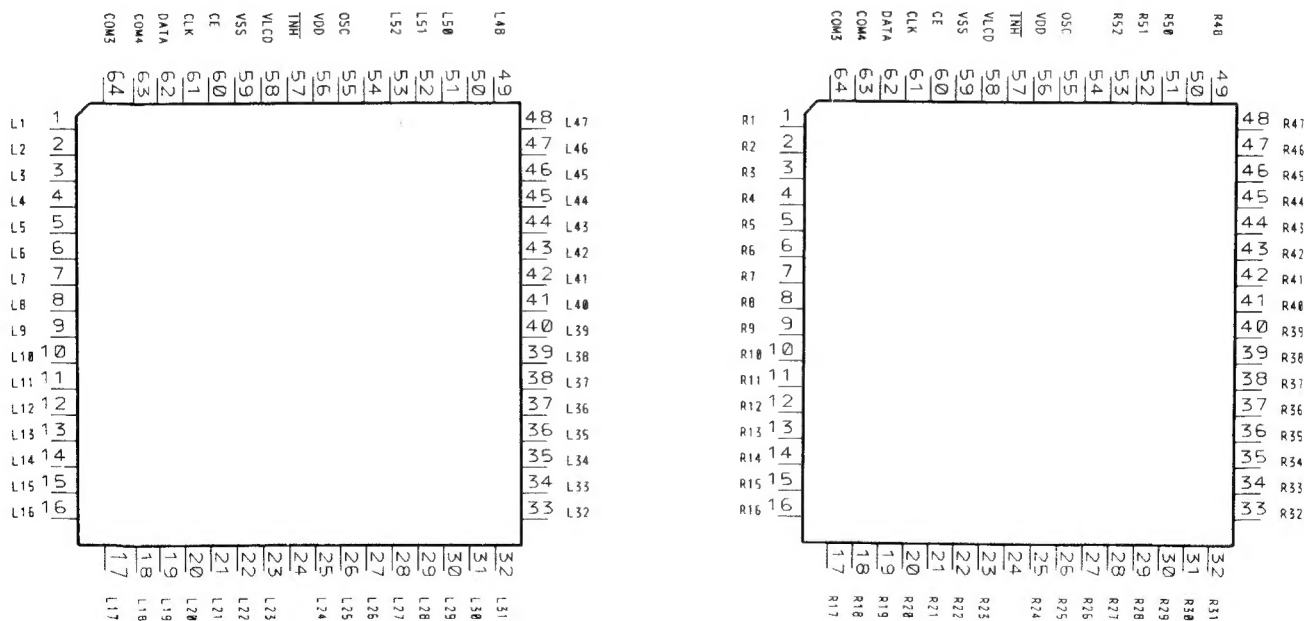 COM3 COM4 DATA CLK CE VSS VLCD INH VDD OSC L52 L51 L50 L48
64 63 62 61 60 59 58 57 56 55 54 53 52 51 50 49
L1 1 48 L47
L2 2 47 L46
L3 3 46 L45
L4 4 45 L44
L5 5 44 L43
L6 6 43 L42
L7 7 42 L41
L8 8 41 L40
L9 9 40 L39
L10 10 39 L38
L11 11 38 L37
L12 12 37 L36
L13 13 36 L35
L14 14 35 L34
L15 15 34 L33
L16 16 33 L32
17 18 19 20 21 22 23 24 25 26 27 28 29 30 31 32
L17 L18 L19 L20 L21 L22 L23 L24 L25 L26 L27 L28 L29 L30 L31
COM3 COM4 DATA CLK CE VSS VLCD INH VDD OSC R52 R51 R50 R48
64 63 62 61 60 59 58 57 56 55 54 53 52 51 50 49
R1 1 48 R47
R2 2 47 R46
R3 3 46 R45
R4 4 45 R44
R5 5 44 R43
R6 6 43 R42
R7 7 42 R41
R8 8 41 R40
R9 9 40 R39
R10 10 39 R38
R11 11 38 R37
R12 12 37 R36
R13 13 36 R35
R14 14 35 R34
R15 15 34 R33
R16 16 33 R32
17 18 19 20 21 22 23 24 25 26 27 28 29 30 31 32
R17 R18 R19 R20 R21 R22 R23 R24 R25 R26 R27 R28 R29 R30 R31